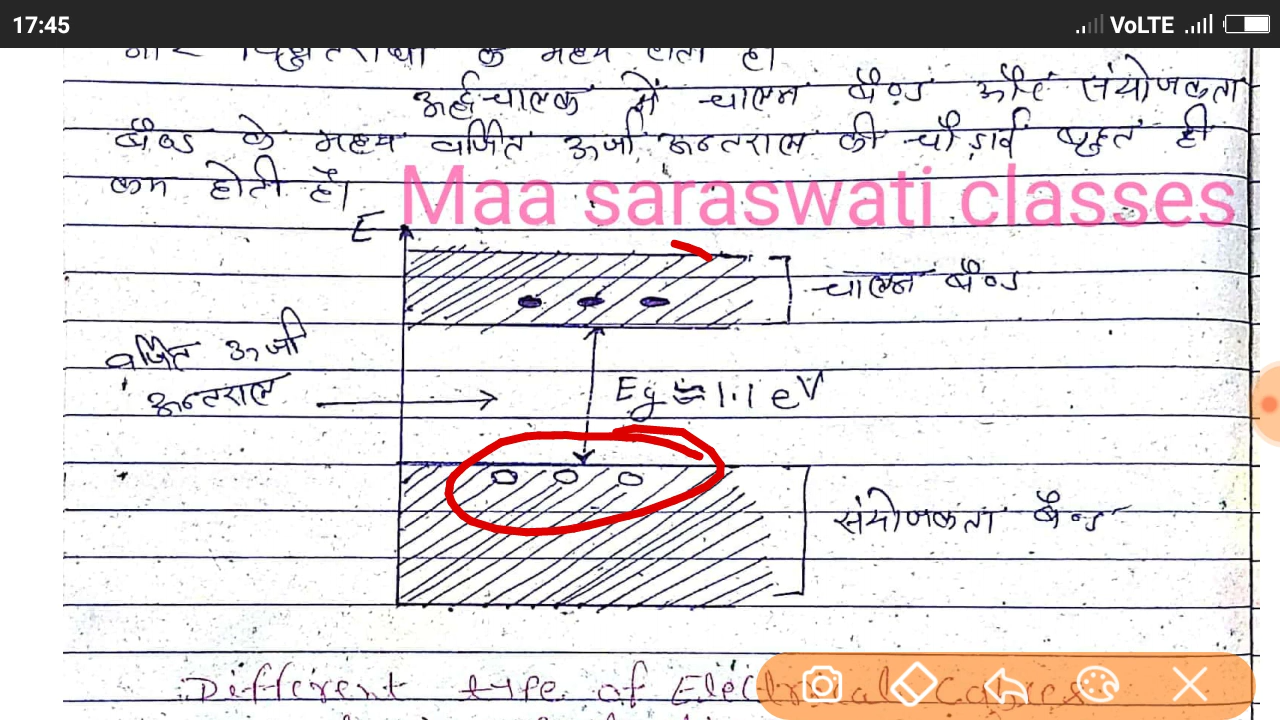 17:45
VoLTE
के मध्य होता है।
अर्द्धचालक में चालन बैण्ड और संयोजकता
बैण्ड के मध्य वर्जित ऊर्जा अन्तराल की चौड़ाई बहुत ही
कम होती है।
Maa saraswati classes
E
चालन बैण्ड
वर्जित ऊर्जा
अन्तराल
Eg ≈ 1.1 eV
संयोजकता बैण्ड
Different type of Electrical